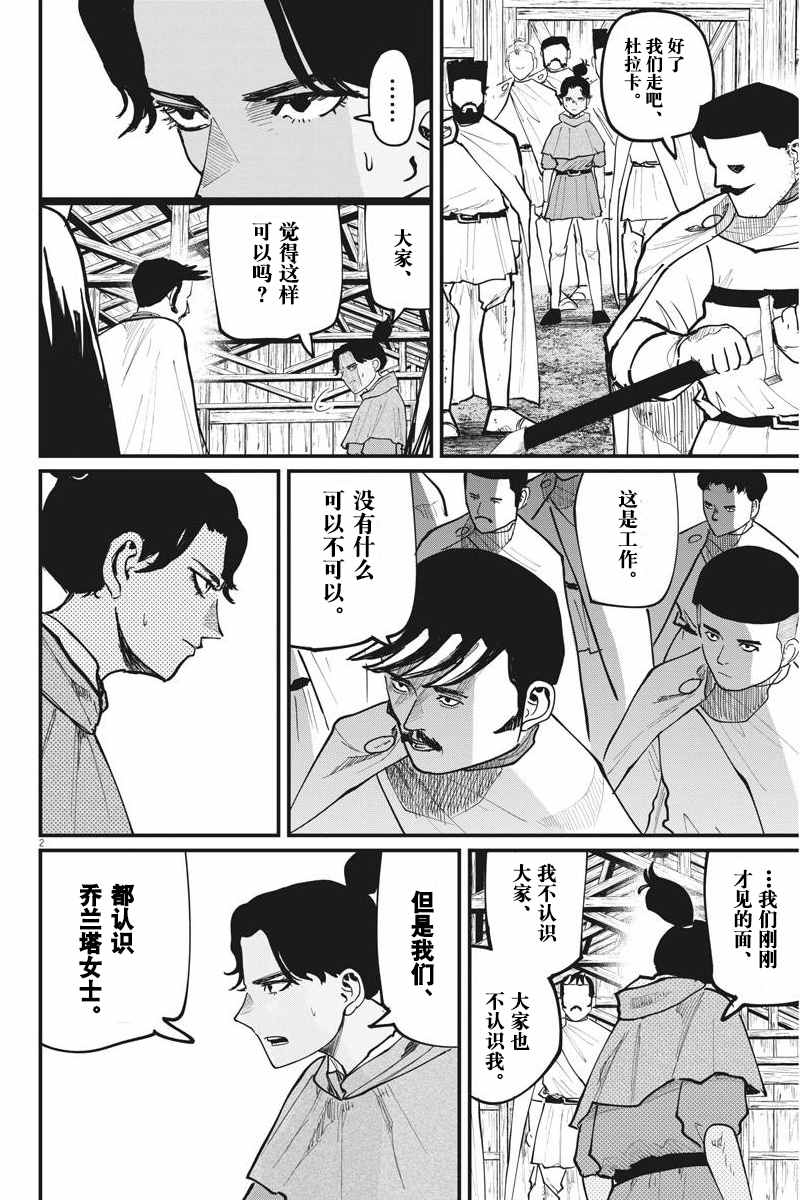 好了
我们走吧、
杜拉卡。
……
大家、
觉得这样
可以吗？
这是工作。
没有什么
可以不可以。
2
…我们刚刚
才见的面、
我不认识
大家、
大家也
不认识我。
但是我们、
都认识
乔兰塔女士。